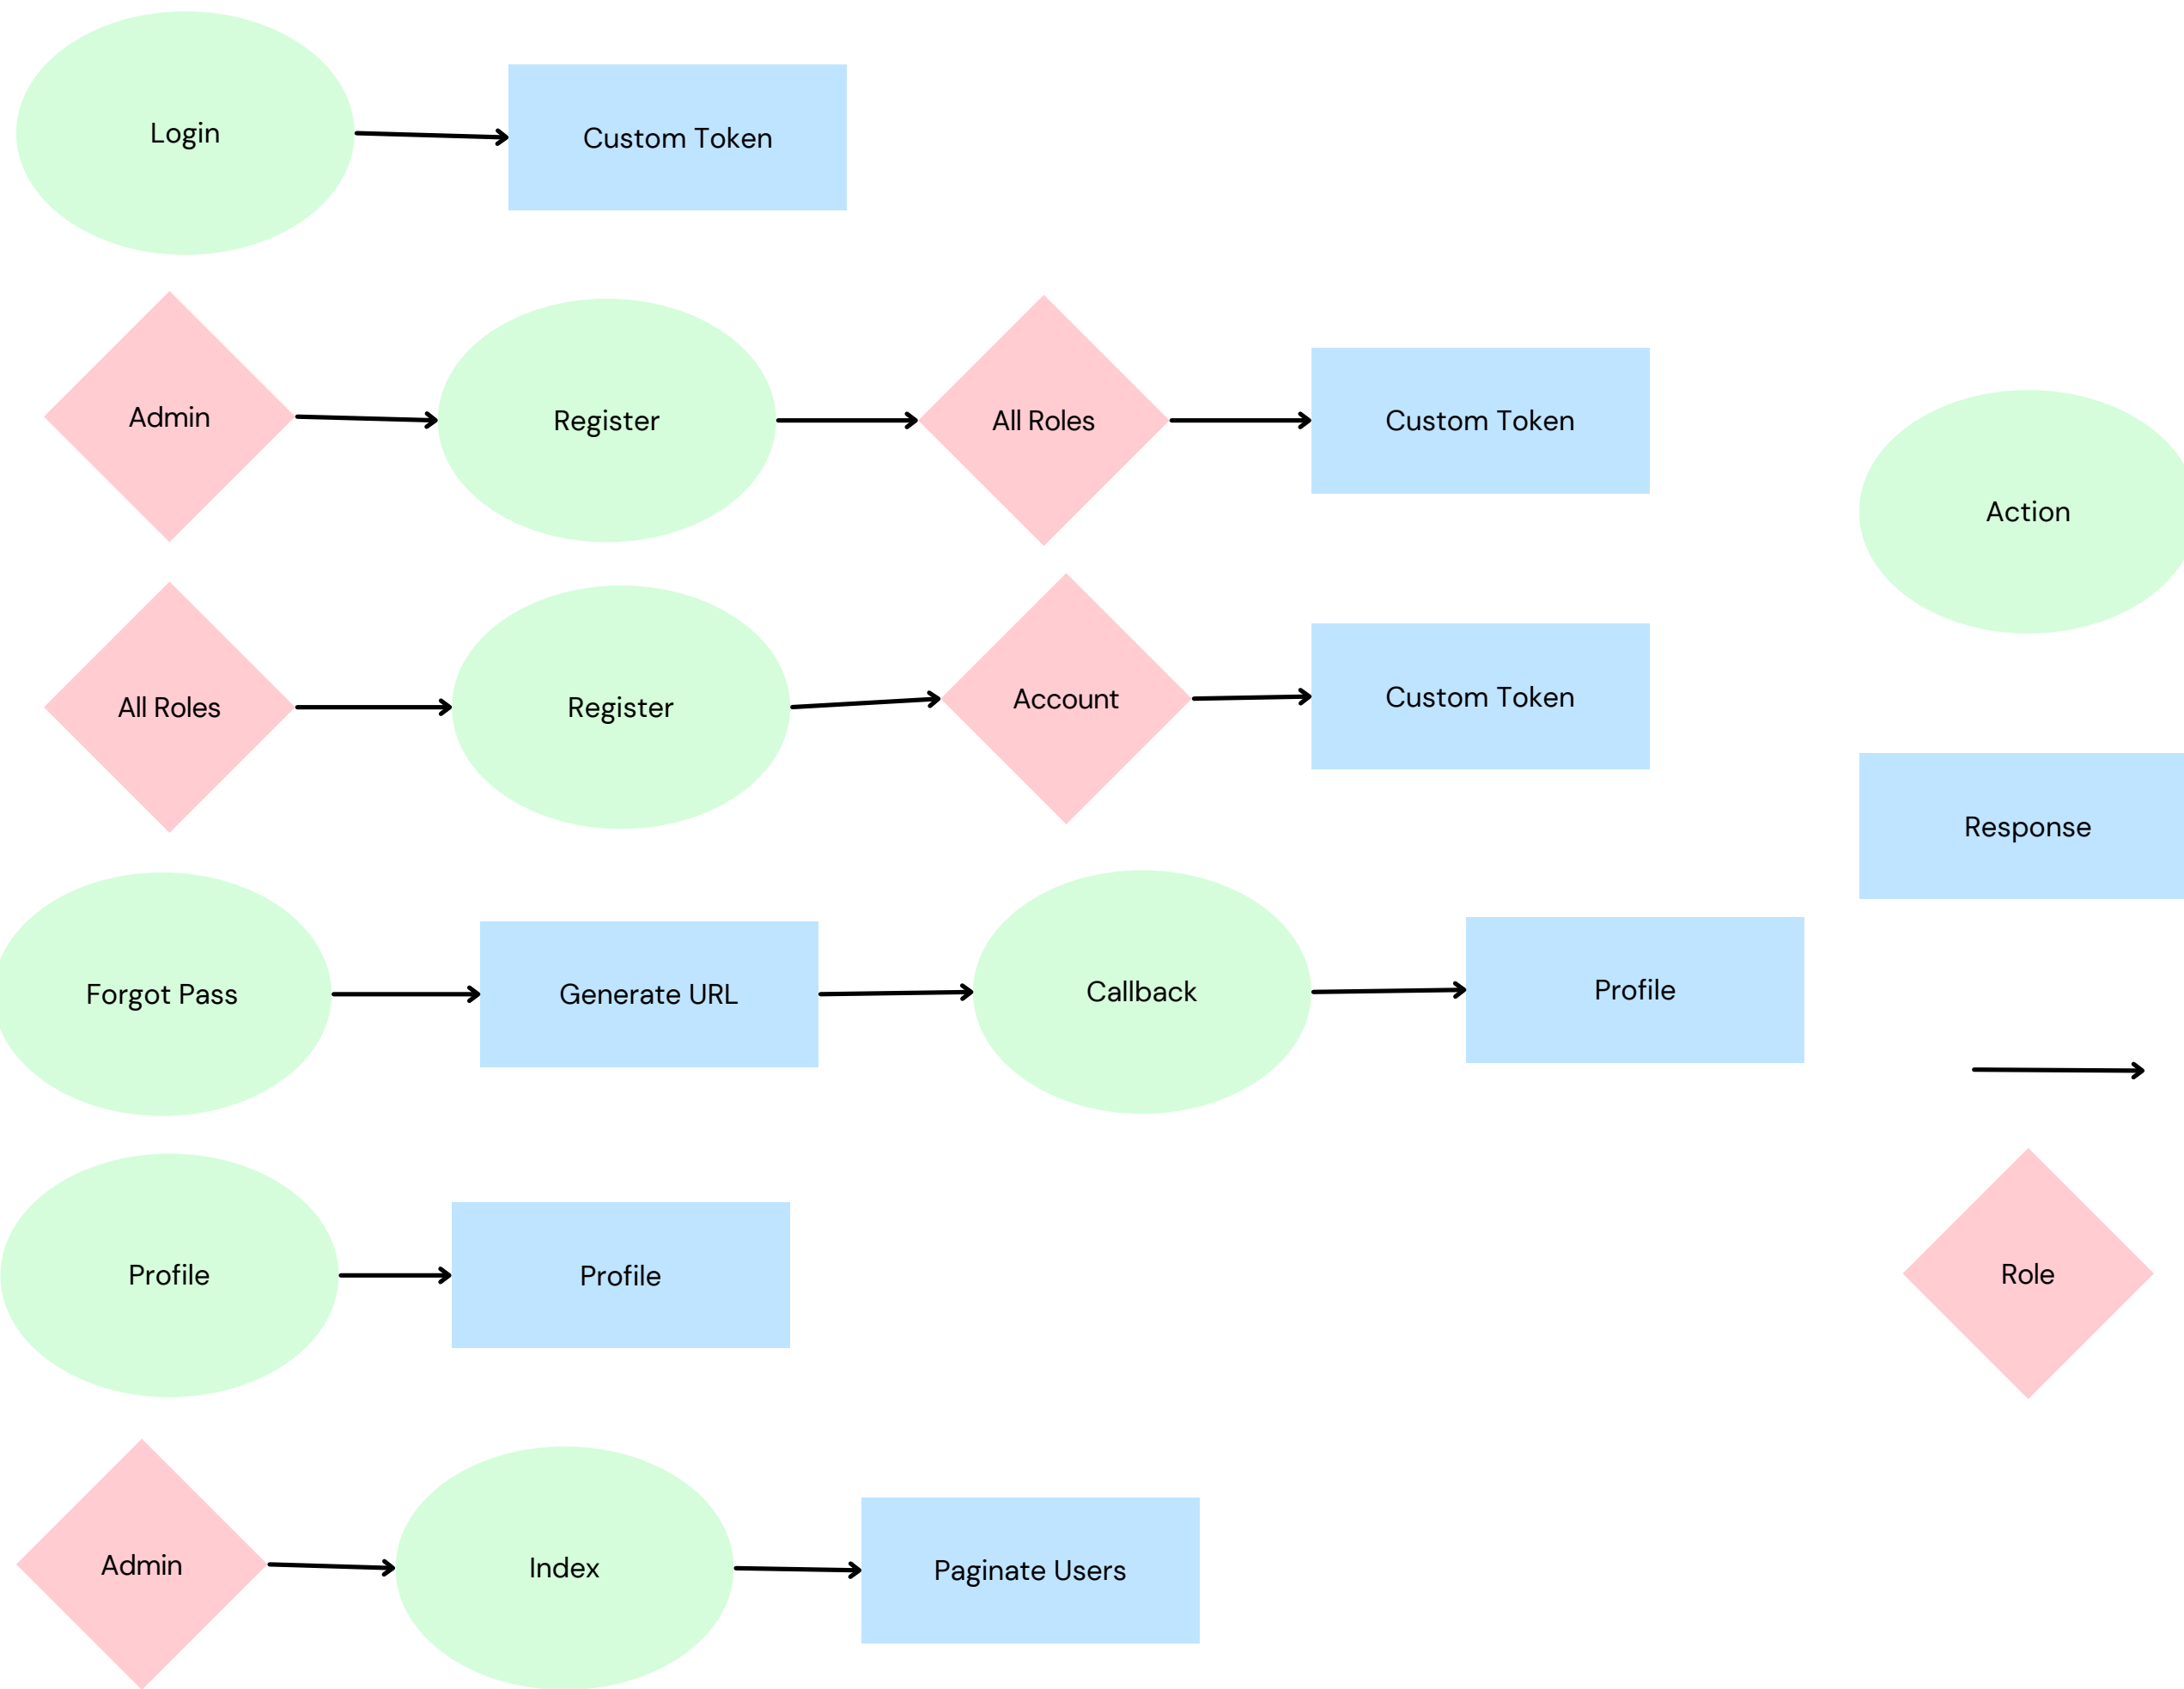 Login
Custom Token
Admin
Register
All Roles
Custom Token
Action
All Roles
Register
Account
Custom Token
Response
Forgot Pass
Generate URL
Callback
Profile
Profile
Profile
Role
Admin
Index
Paginate Users